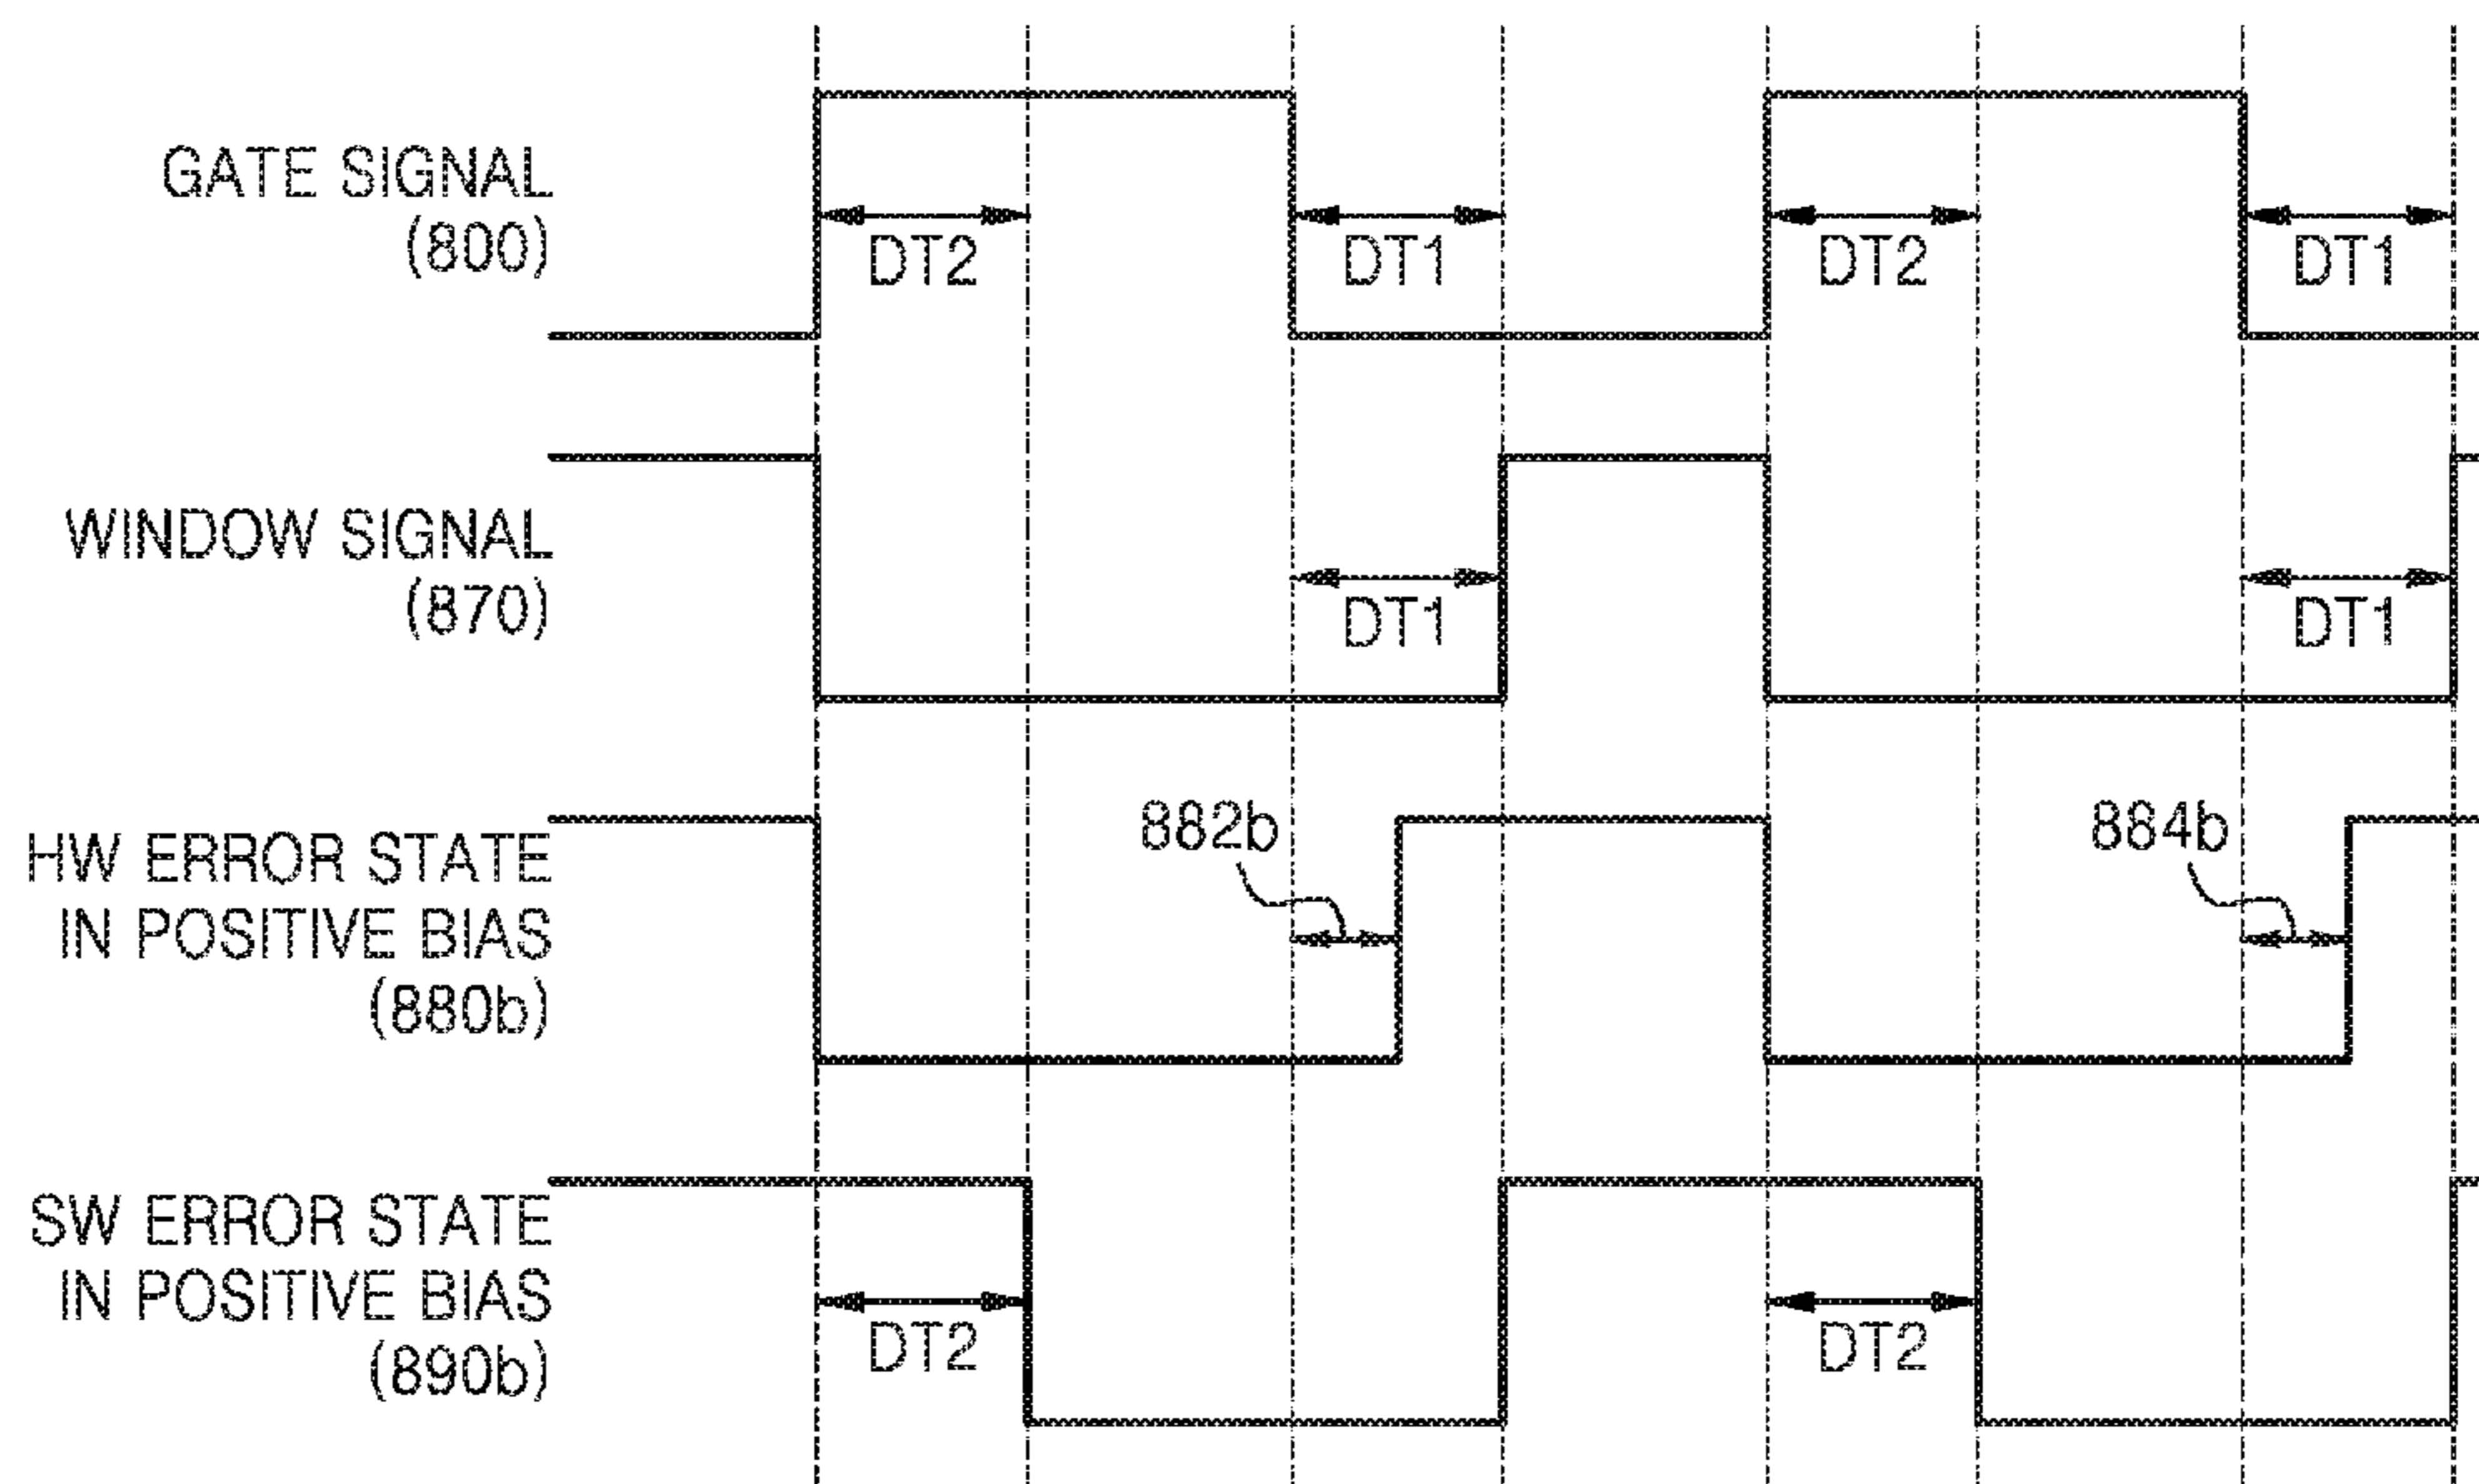 GATE SIGNAL
(800)
DT2
DT1
DT2
DT1
WINDOW SIGNAL
(870)
DT1
DT1
HW ERROR STATE
IN POSITIVE BIAS
(880b)
882b
884b
SW ERROR STATE
IN POSITIVE BIAS
(890b)
DT2
DT2